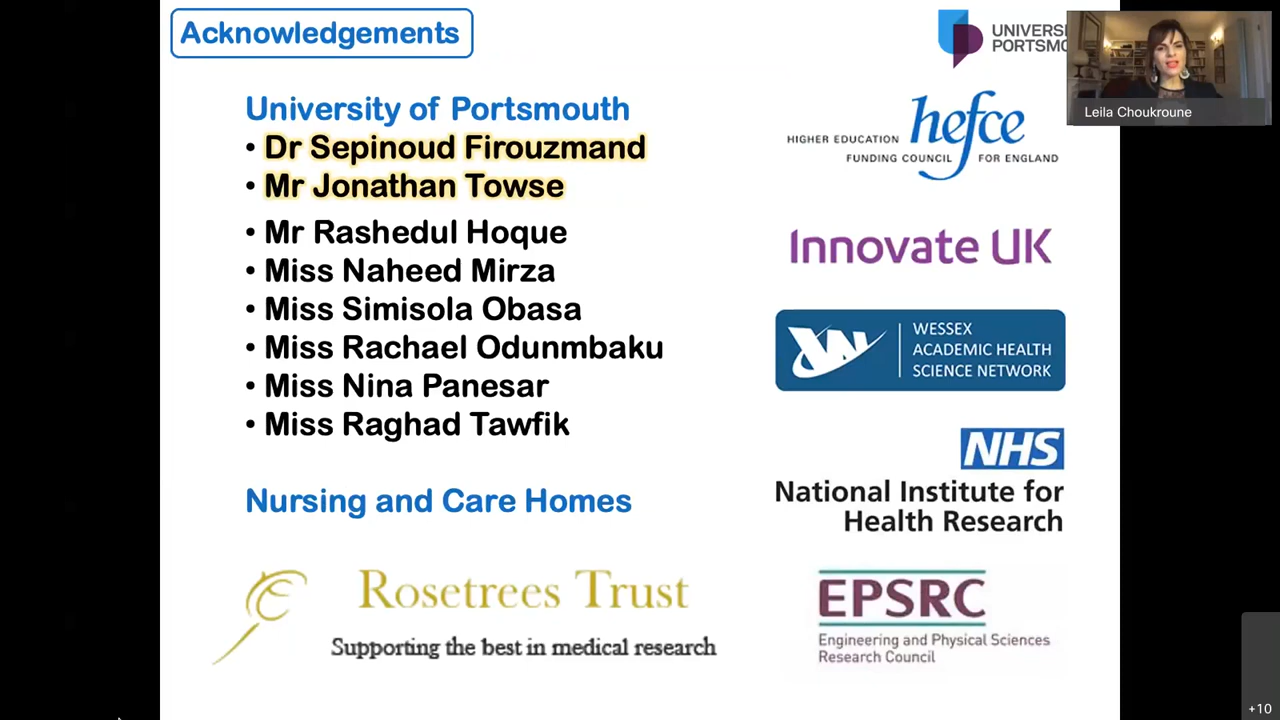 Acknowledgements
University of Portsmouth
• Dr Sepinoud Firouzmand
• Mr Jonathan Towse
• Mr Rashedul Hoque
• Miss Naheed Mirza
• Miss Simisola Obasa
• Miss Rachael Odunmbaku
• Miss Nina Panesar
• Miss Raghad Tawfik
Nursing and Care Homes
Rosetrees Trust
Supporting the best in medical research
UNIVERSI
PORTSMO
Leila Choukroune
hefce
HIGHER EDUCATION
FUNDING COUNCIL FOR ENGLAND
Innovate UK
WESSEX
ACADEMIC HEALTH
SCIENCE NETWORK
NHS
National Institute for
Health Research
EPSRC
Engineering and Physical Sciences
Research Council
+10